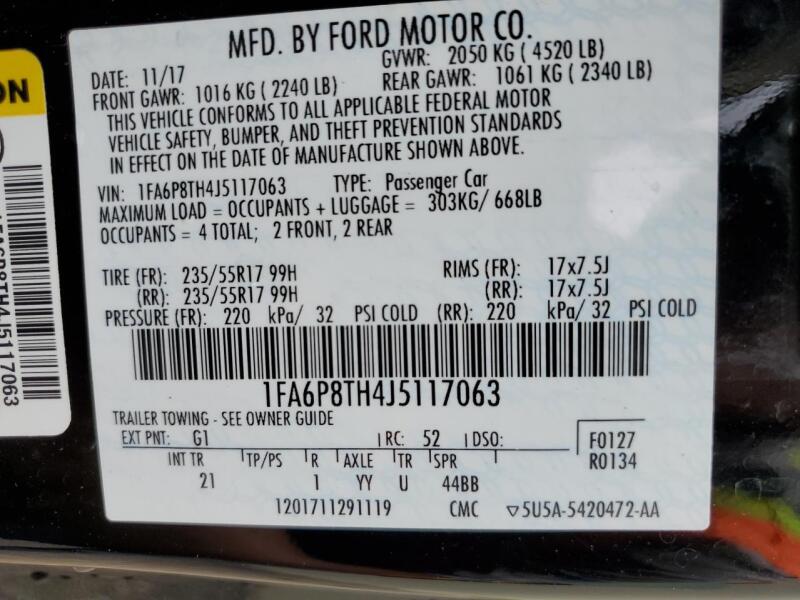 MFD. BY FORD MOTOR CO.
DATE: 11/17
GVWR: 2050 KG ( 4520 LB)
FRONT GAWR: 1016 KG ( 2240 LB)
REAR GAWR: 1061 KG ( 2340 LB)
THIS VEHICLE CONFORMS TO ALL APPLICABLE FEDERAL MOTOR
VEHICLE SAFETY, BUMPER, AND THEFT PREVENTION STANDARDS
IN EFFECT ON THE DATE OF MANUFACTURE SHOWN ABOVE.
VIN: 1FA6P8TH4J5117063 TYPE: Passenger Car
MAXIMUM LOAD = OCCUPANTS + LUGGAGE = 303KG/ 668LB
OCCUPANTS = 4 TOTAL; 2 FRONT, 2 REAR
TIRE (FR): 235/55R17 99H RIMS (FR): 17x7.5J
(RR): 235/55R17 99H (RR): 17x7.5J
PRESSURE (FR): 220 kPa/ 32 PSI COLD (RR): 220 kPa/ 32 PSI COLD
1FA6P8TH4J5117063
TRAILER TOWING - SEE OWNER GUIDE
EXT PNT: G1 RC: 52 DSO:
F0127
R0134
INT TR TP/PS R AXLE TR SPR
21 1 YY U 44BB
1201711291119 CMC ▽5U5A-5420472-AA
ON
1FA6P8TH4J5117063